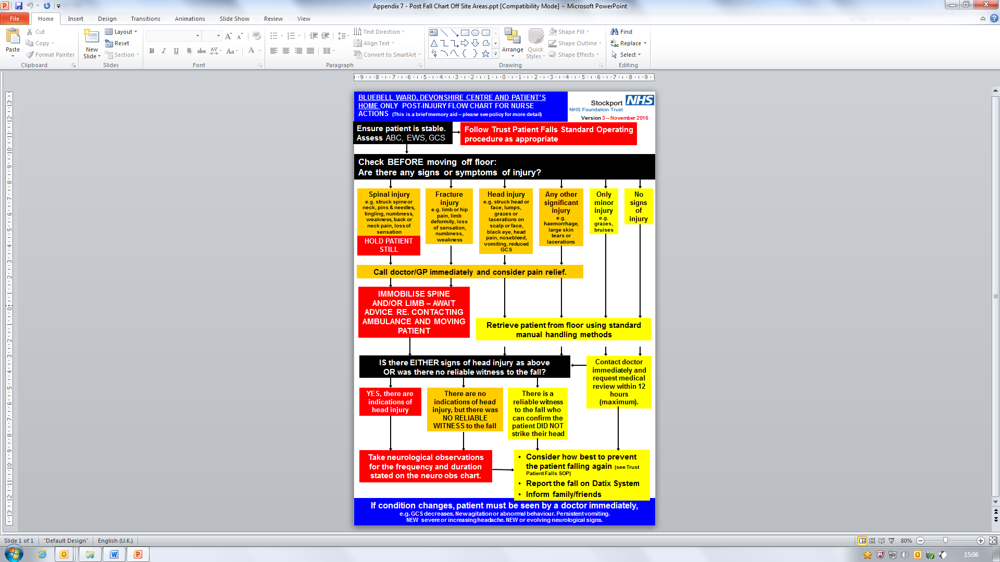 Appendix 7 - Post Fall Chart Off Site Areas.ppt [Compatibility Mode] - Microsoft PowerPoint
File Home Insert Design Transitions Animations Slide Show Review View
Paste
Cut
Copy
Format Painter
Clipboard
New
Slide
Layout
Reset
Section
Slides
Font
Text Direction
Align Text
Convert to SmartArt
Paragraph
Arrange
Quick
Styles
Shape Fill
Shape Outline
Shape Effects
Drawing
Find
Replace
Select
Editing
BLUEBELL WARD, DEVONSHIRE CENTRE AND PATIENT'S
HOME ONLY POST-INJURY FLOW CHART FOR NURSE
ACTIONS (This is a brief memory aid – please see policy for more detail)
Stockport NHS
NHS Foundation Trust
Version 3 – November 2016
Ensure patient is stable.
Assess ABC, EWS, GCS
Follow Trust Patient Falls Standard Operating
procedure as appropriate
Check BEFORE moving off floor:
Are there any signs or symptoms of injury?
Spinal injury
e.g. struck spine or
neck, pins & needles,
tingling, numbness,
weakness, back or
neck pain, loss of
sensation
HOLD PATIENT
STILL
Fracture
injury
e.g. limb or hip
pain, limb
deformity, loss
of sensation,
numbness,
weakness
Head injury
e.g. struck head or
face, lumps,
grazes or
lacerations on
scalp or face,
black eye, head
pain, nosebleed,
vomiting, reduced
GCS
Any other
significant
injury
e.g.
haemorrhage,
large skin
tears or
lacerations
Only
minor
injury
e.g.
grazes,
bruises
No
signs
of
injury
Call doctor/GP immediately and consider pain relief.
IMMOBILISE SPINE
AND/OR LIMB – AWAIT
ADVICE RE. CONTACTING
AMBULANCE AND MOVING
PATIENT
Retrieve patient from floor using standard
manual handling methods
IS there EITHER signs of head injury as above
OR was there no reliable witness to the fall?
Contact doctor
immediately and
request medical
review within 12
hours
(maximum).
YES, there are
indications of
head injury
There are no
indications of head
injury, but there was
NO RELIABLE
WITNESS to the fall
There is a
reliable witness
to the fall who
can confirm the
patient DID NOT
strike their head
Take neurological observations
for the frequency and duration
stated on the neuro obs chart.
• Consider how best to prevent
the patient falling again (see Trust
Patient Falls SOP)
• Report the fall on Datix System
• Inform family/friends
If condition changes, patient must be seen by a doctor immediately,
e.g. GCS decreases. New agitation or abnormal behaviour. Persistent vomiting.
NEW severe or increasing headache. NEW or evolving neurological signs.
Slide 1 of 1 "Default Design" English (U.K.) 80%
15:06